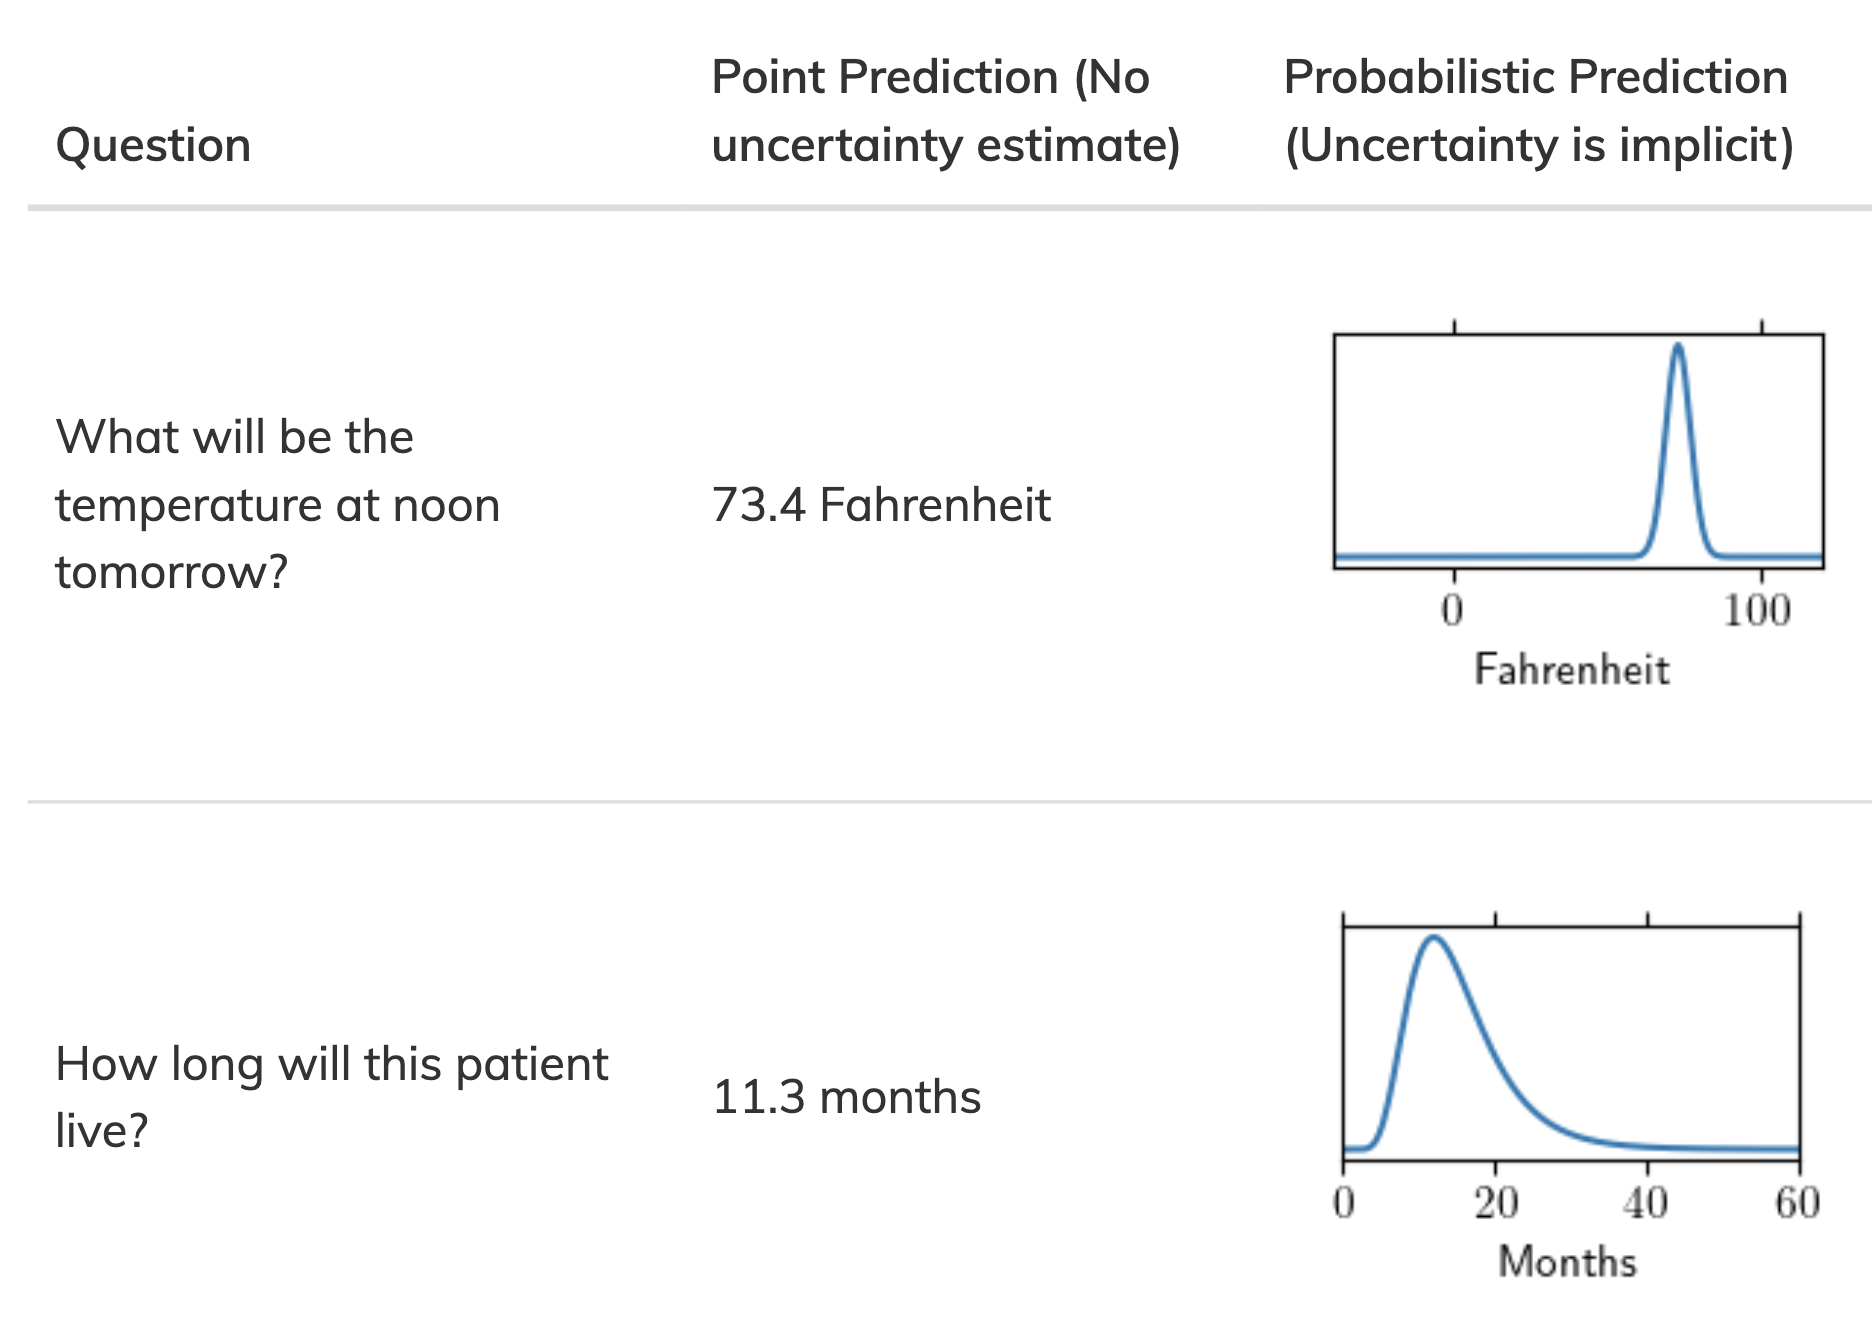 Question
Point Prediction (No
uncertainty estimate)
Probabilistic Prediction
(Uncertainty is implicit)
What will be the
temperature at noon
tomorrow?
73.4 Fahrenheit
0 100
Fahrenheit
How long will this patient
live?
11.3 months
0 20 40 60
Months